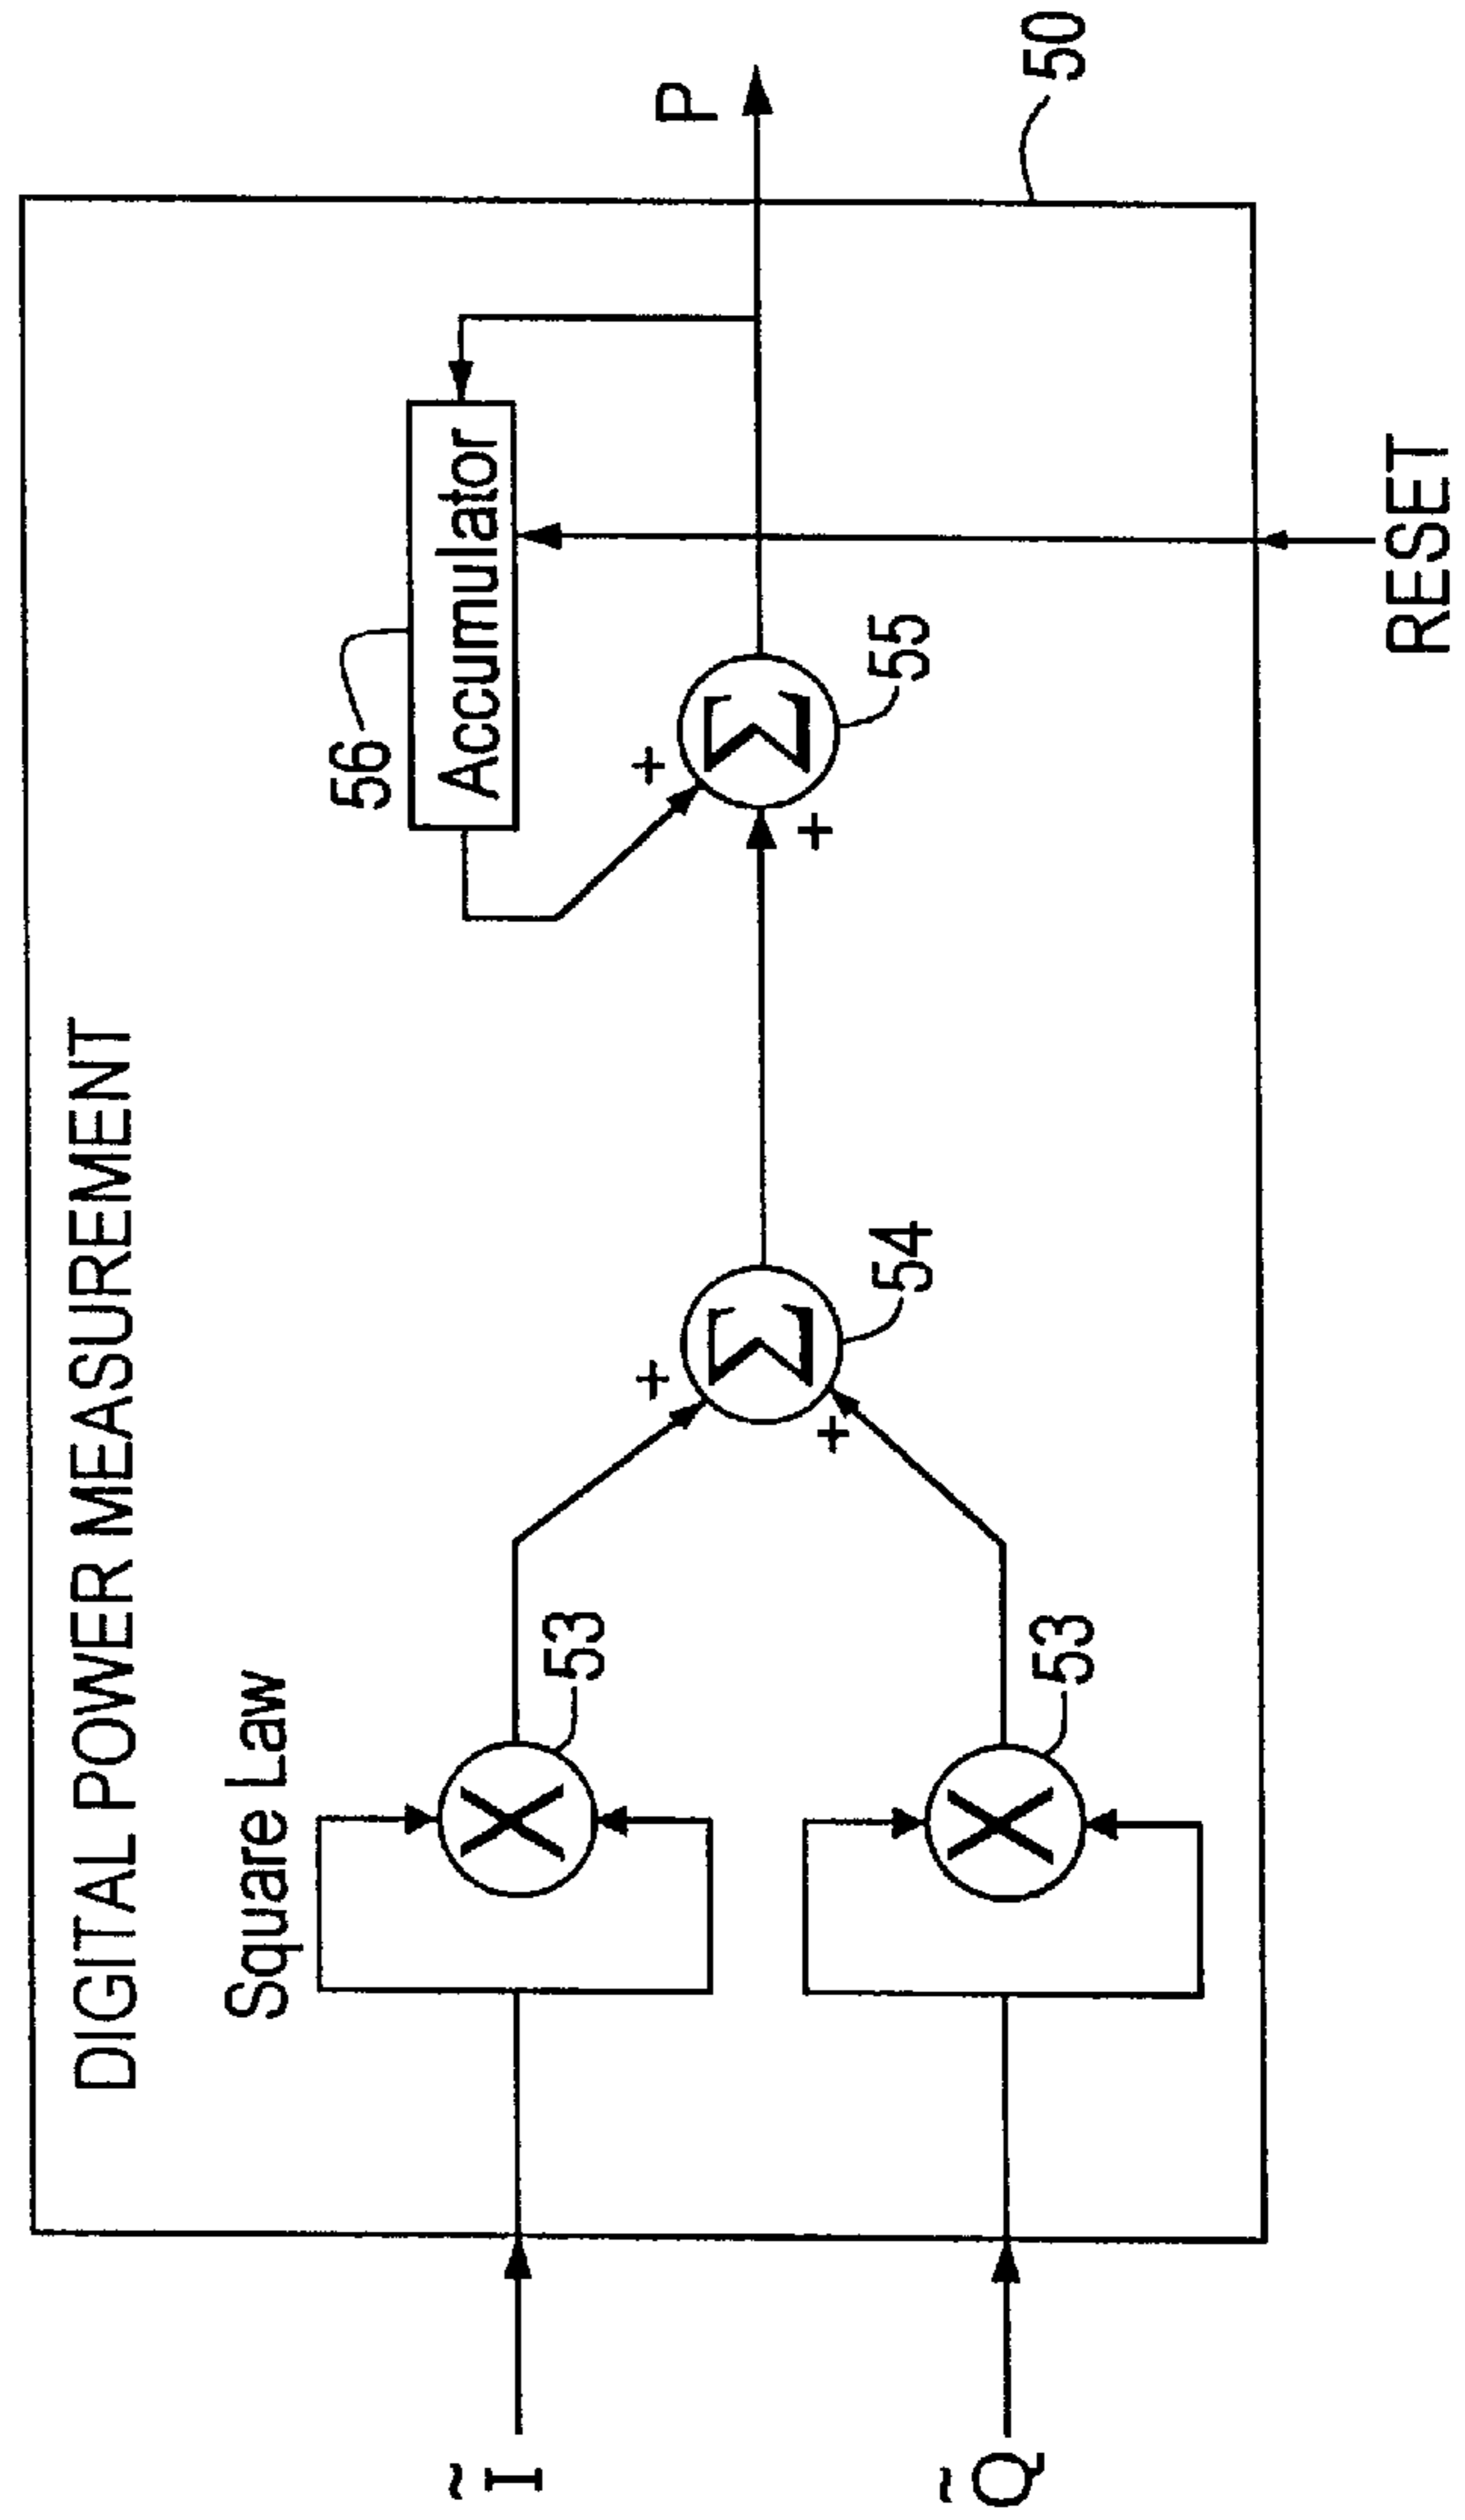 DIGITAL POWER MEASUREMENT
Square Law
56
Accumulator
Ĩ
X
53
+
Σ
54
+
+
Σ
55
+
P
Q̃
X
53
50
RESET